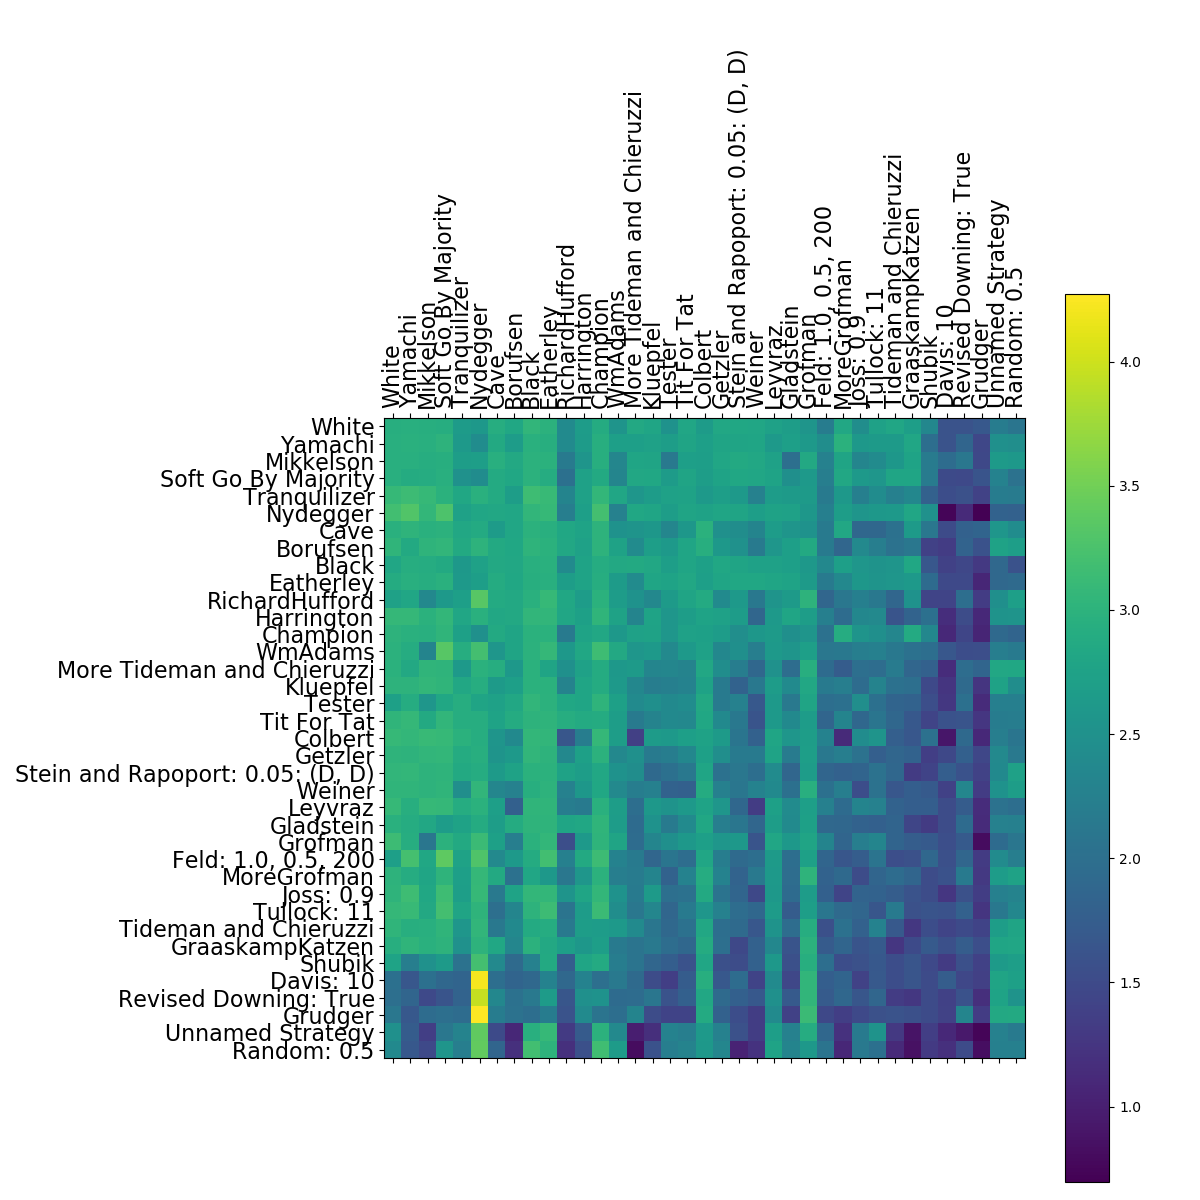 White
Yamachi
Mikkelson
Soft Go By Majority
Tranquilizer
Nydegger
Cave
Borufsen
Black
Eatherley
RichardHufford
Harrington
Champion
WmAdams
More Tideman and Chieruzzi
Kluepfel
Tester
Tit For Tat
Colbert
Getzler
Stein and Rapoport: 0.05: (D, D)
Weiner
Leyvraz
Gladstein
Grofman
Feld: 1.0, 0.5, 200
MoreGrofman
Joss: 0.9
Tullock: 11
Tideman and Chieruzzi
GraaskampKatzen
Shubik
Davis: 10
Revised Downing: True
Grudger
Unnamed Strategy
Random: 0.5
White
Yamachi
Mikkelson
Soft Go By Majority
Tranquilizer
Nydegger
Cave
Borufsen
Black
Eatherley
RichardHufford
Harrington
Champion
WmAdams
More Tideman and Chieruzzi
Kluepfel
Tester
Tit For Tat
Colbert
Getzler
Stein and Rapoport: 0.05: (D, D)
Weiner
Leyvraz
Gladstein
Grofman
Feld: 1.0, 0.5, 200
MoreGrofman
Joss: 0.9
Tullock: 11
Tideman and Chieruzzi
GraaskampKatzen
Shubik
Davis: 10
Revised Downing: True
Grudger
Unnamed Strategy
Random: 0.5
4.0
3.5
3.0
2.5
2.0
1.5
1.0